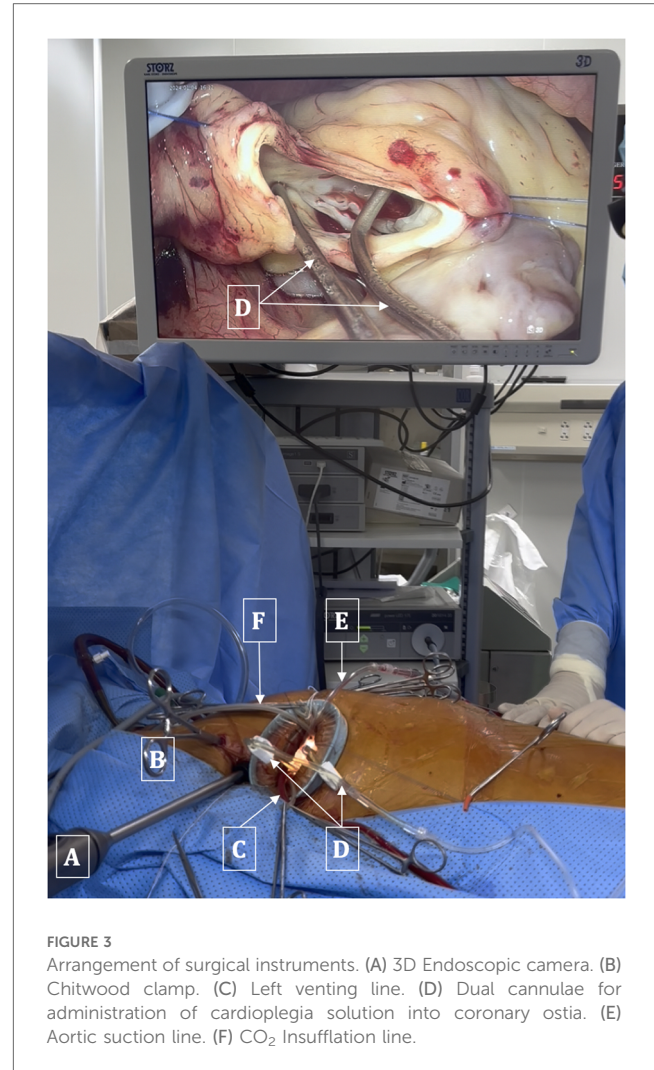 STORZ
3D
D
F
E
B
A
C
D
FIGURE 3
Arrangement of surgical instruments. (A) 3D Endoscopic camera. (B)
Chitwood clamp. (C) Left venting line. (D) Dual cannulae for
administration of cardioplegia solution into coronary ostia. (E)
Aortic suction line. (F) CO₂ Insufflation line.